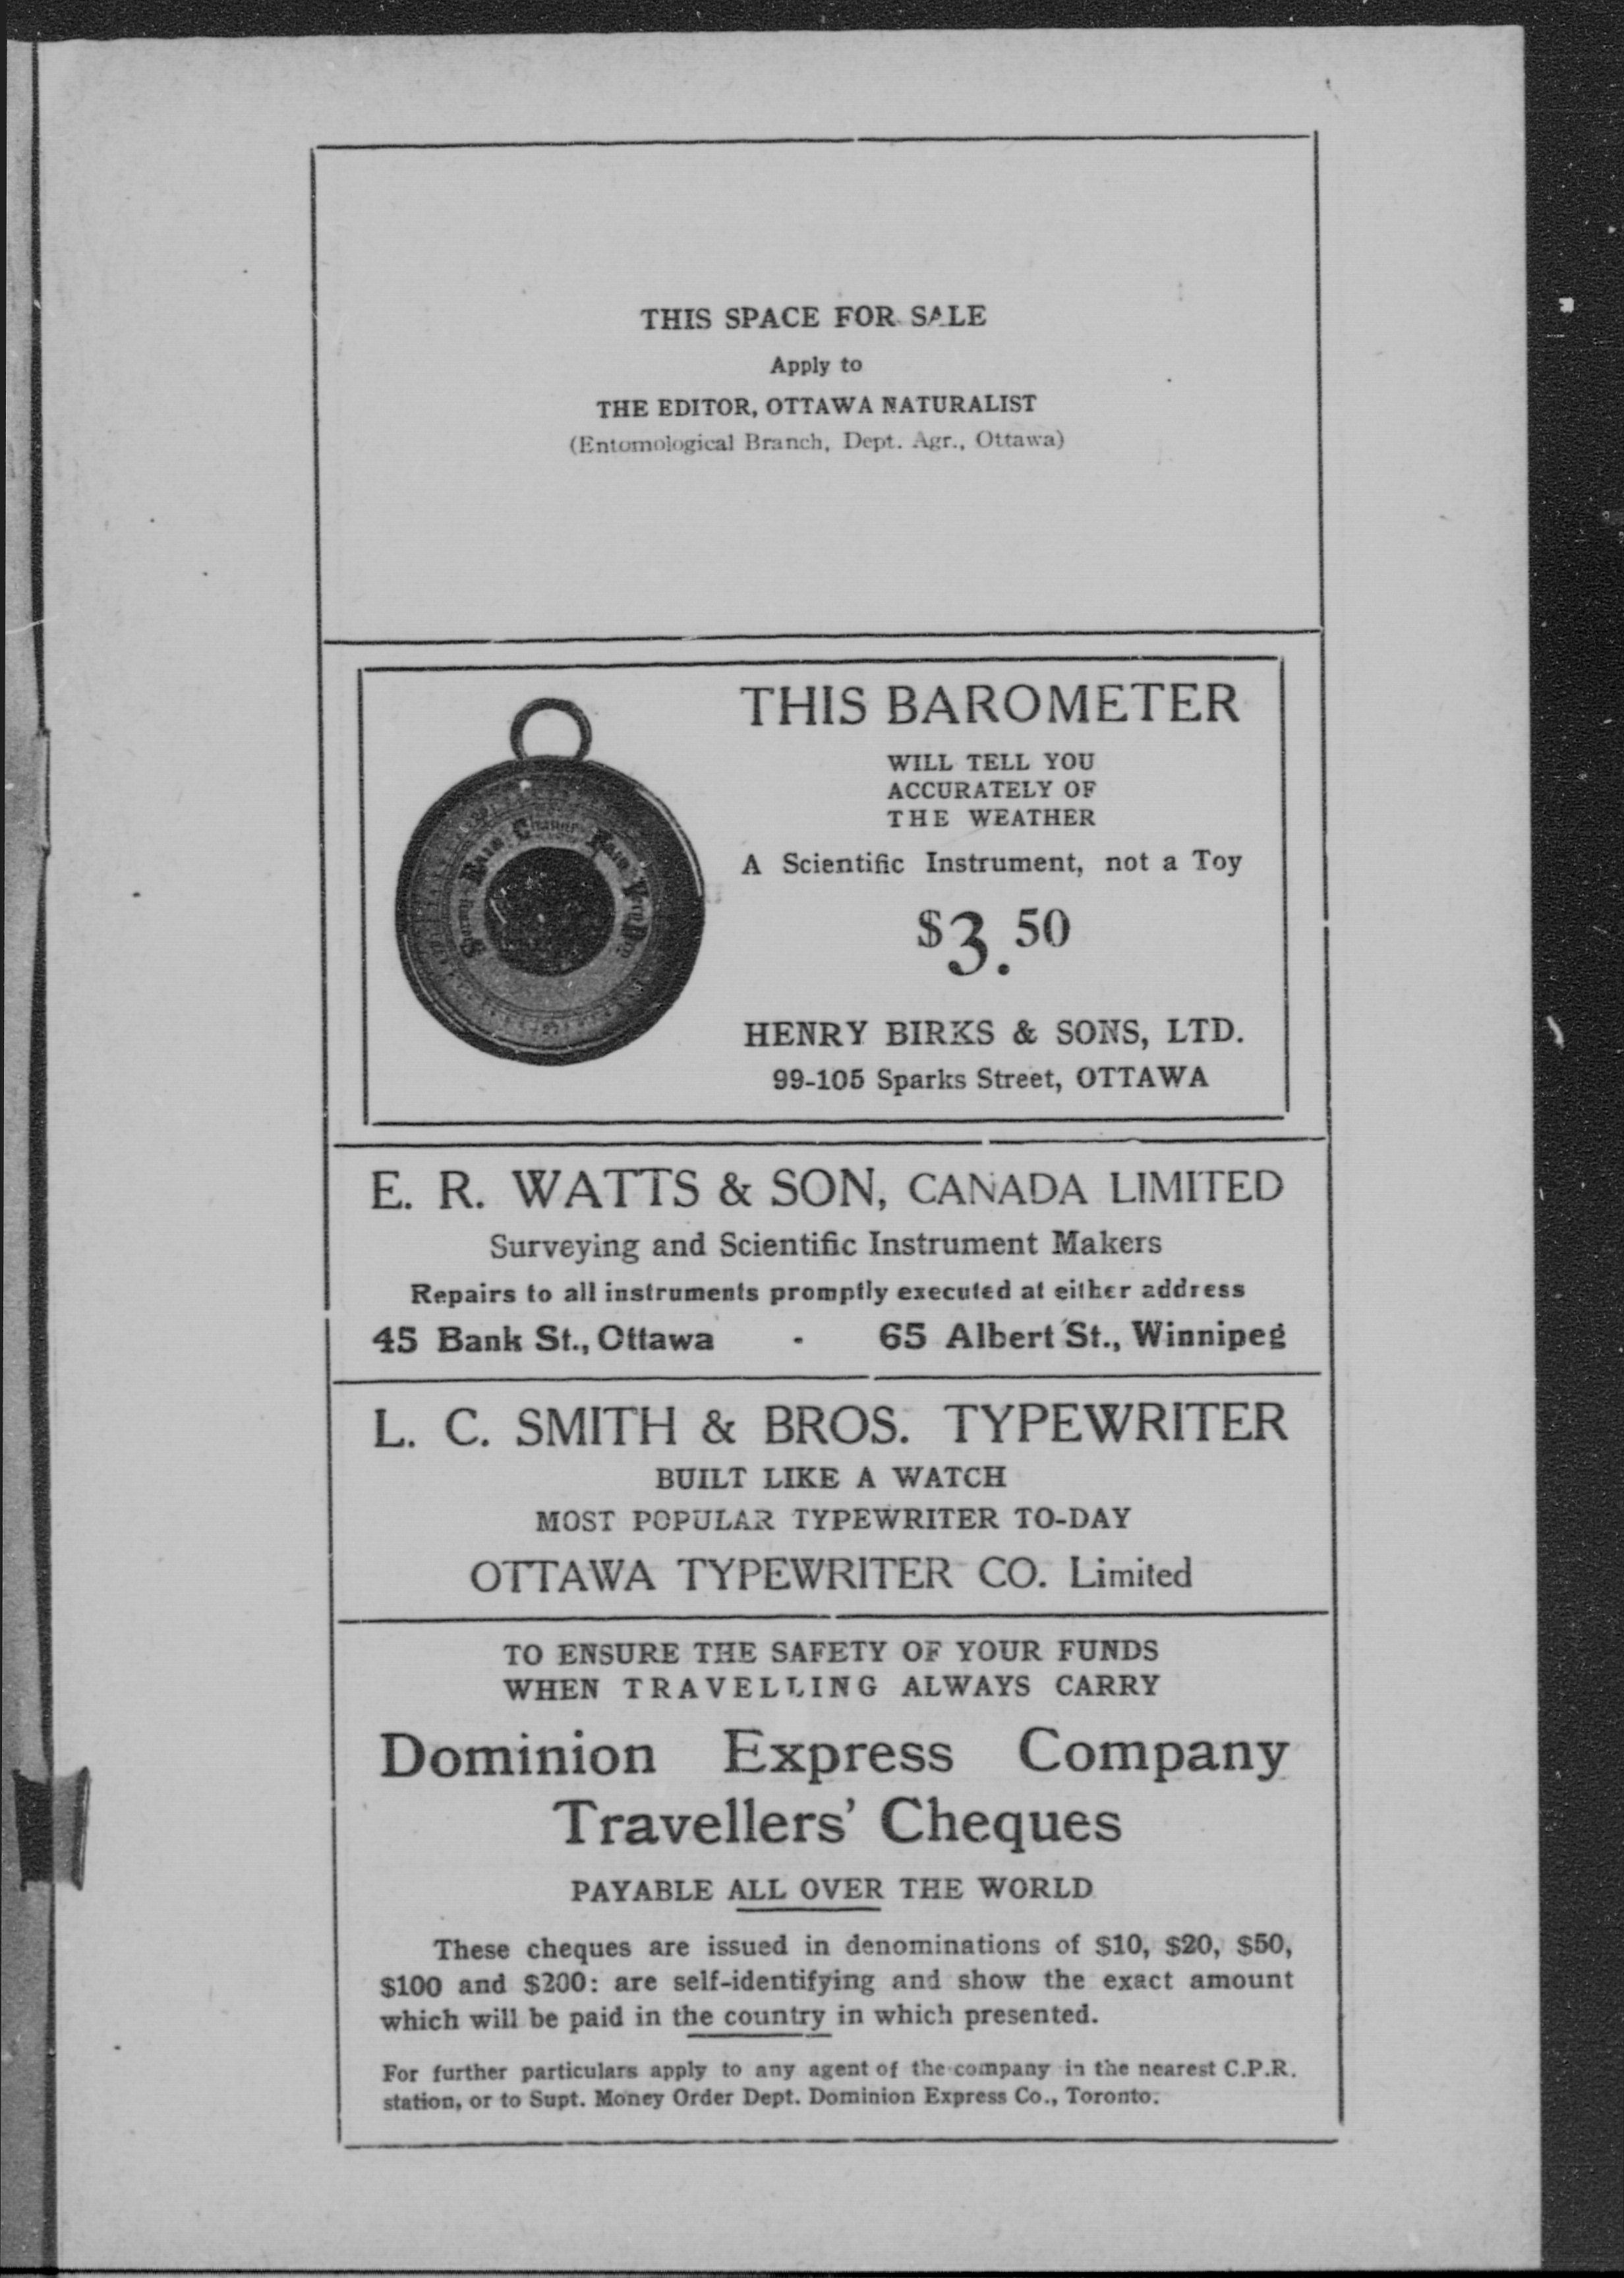 THIS SPACE FOR SALE
Apply to
THE EDITOR, OTTAWA NATURALIST
(Entomological Branch, Dept. Agr., Ottawa)
THIS BAROMETER
WILL TELL YOU
ACCURATELY OF
THE WEATHER
A Scientific Instrument, not a Toy
$3.50
HENRY BIRKS & SONS, LTD.
99-105 Sparks Street, OTTAWA
Rain Change Fair
E. R. WATTS & SON, CANADA LIMITED
Surveying and Scientific Instrument Makers
Repairs to all instruments promptly executed at either address
45 Bank St., Ottawa - 65 Albert St., Winnipeg
L. C. SMITH & BROS. TYPEWRITER
BUILT LIKE A WATCH
MOST POPULAR TYPEWRITER TO-DAY
OTTAWA TYPEWRITER CO. Limited
TO ENSURE THE SAFETY OF YOUR FUNDS
WHEN TRAVELLING ALWAYS CARRY
Dominion Express Company
Travellers' Cheques
PAYABLE ALL OVER THE WORLD
These cheques are issued in denominations of $10, $20, $50,
$100 and $200: are self-identifying and show the exact amount
which will be paid in the country in which presented.
For further particulars apply to any agent of the company in the nearest C.P.R.
station, or to Supt. Money Order Dept. Dominion Express Co., Toronto.